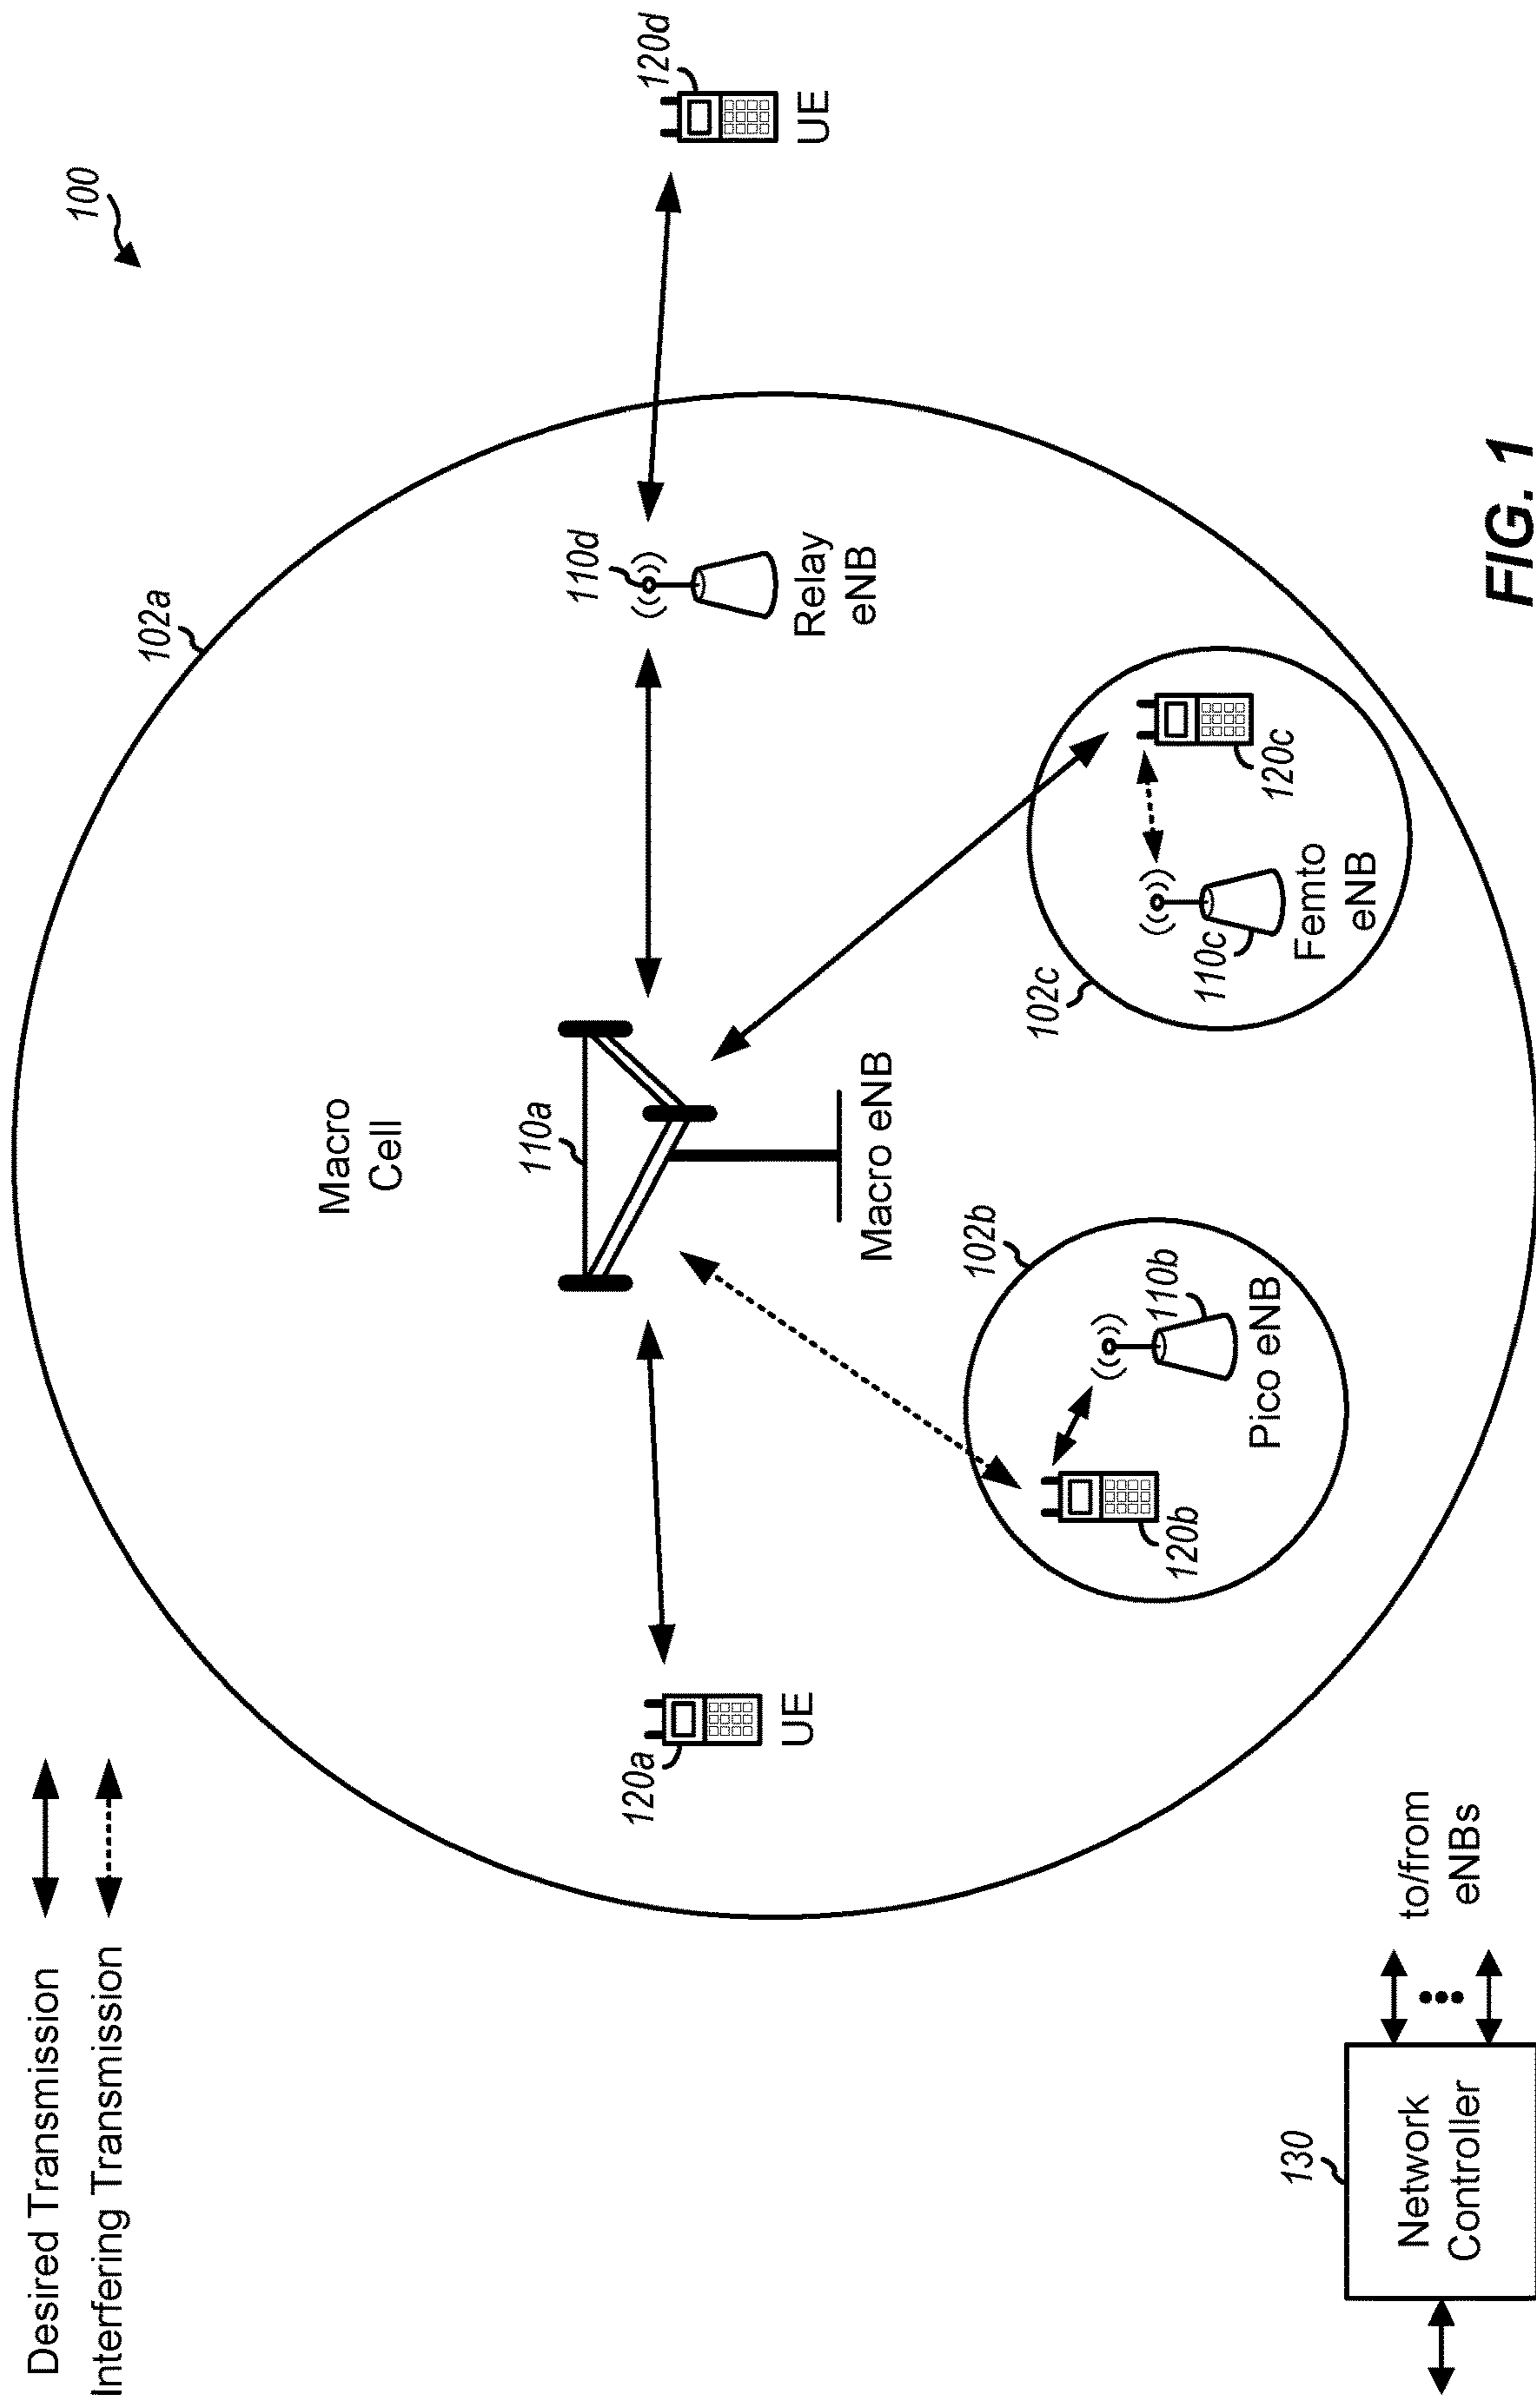 Desired Transmission
Interfering Transmission
100
102a
Macro
Cell
110a
Macro eNB
110d
Relay
eNB
120d
UE
120a
UE
102b
110b
Pico eNB
120b
102c
110c
Femto
eNB
120c
130
Network
Controller
to/from
eNBs
FIG. 1